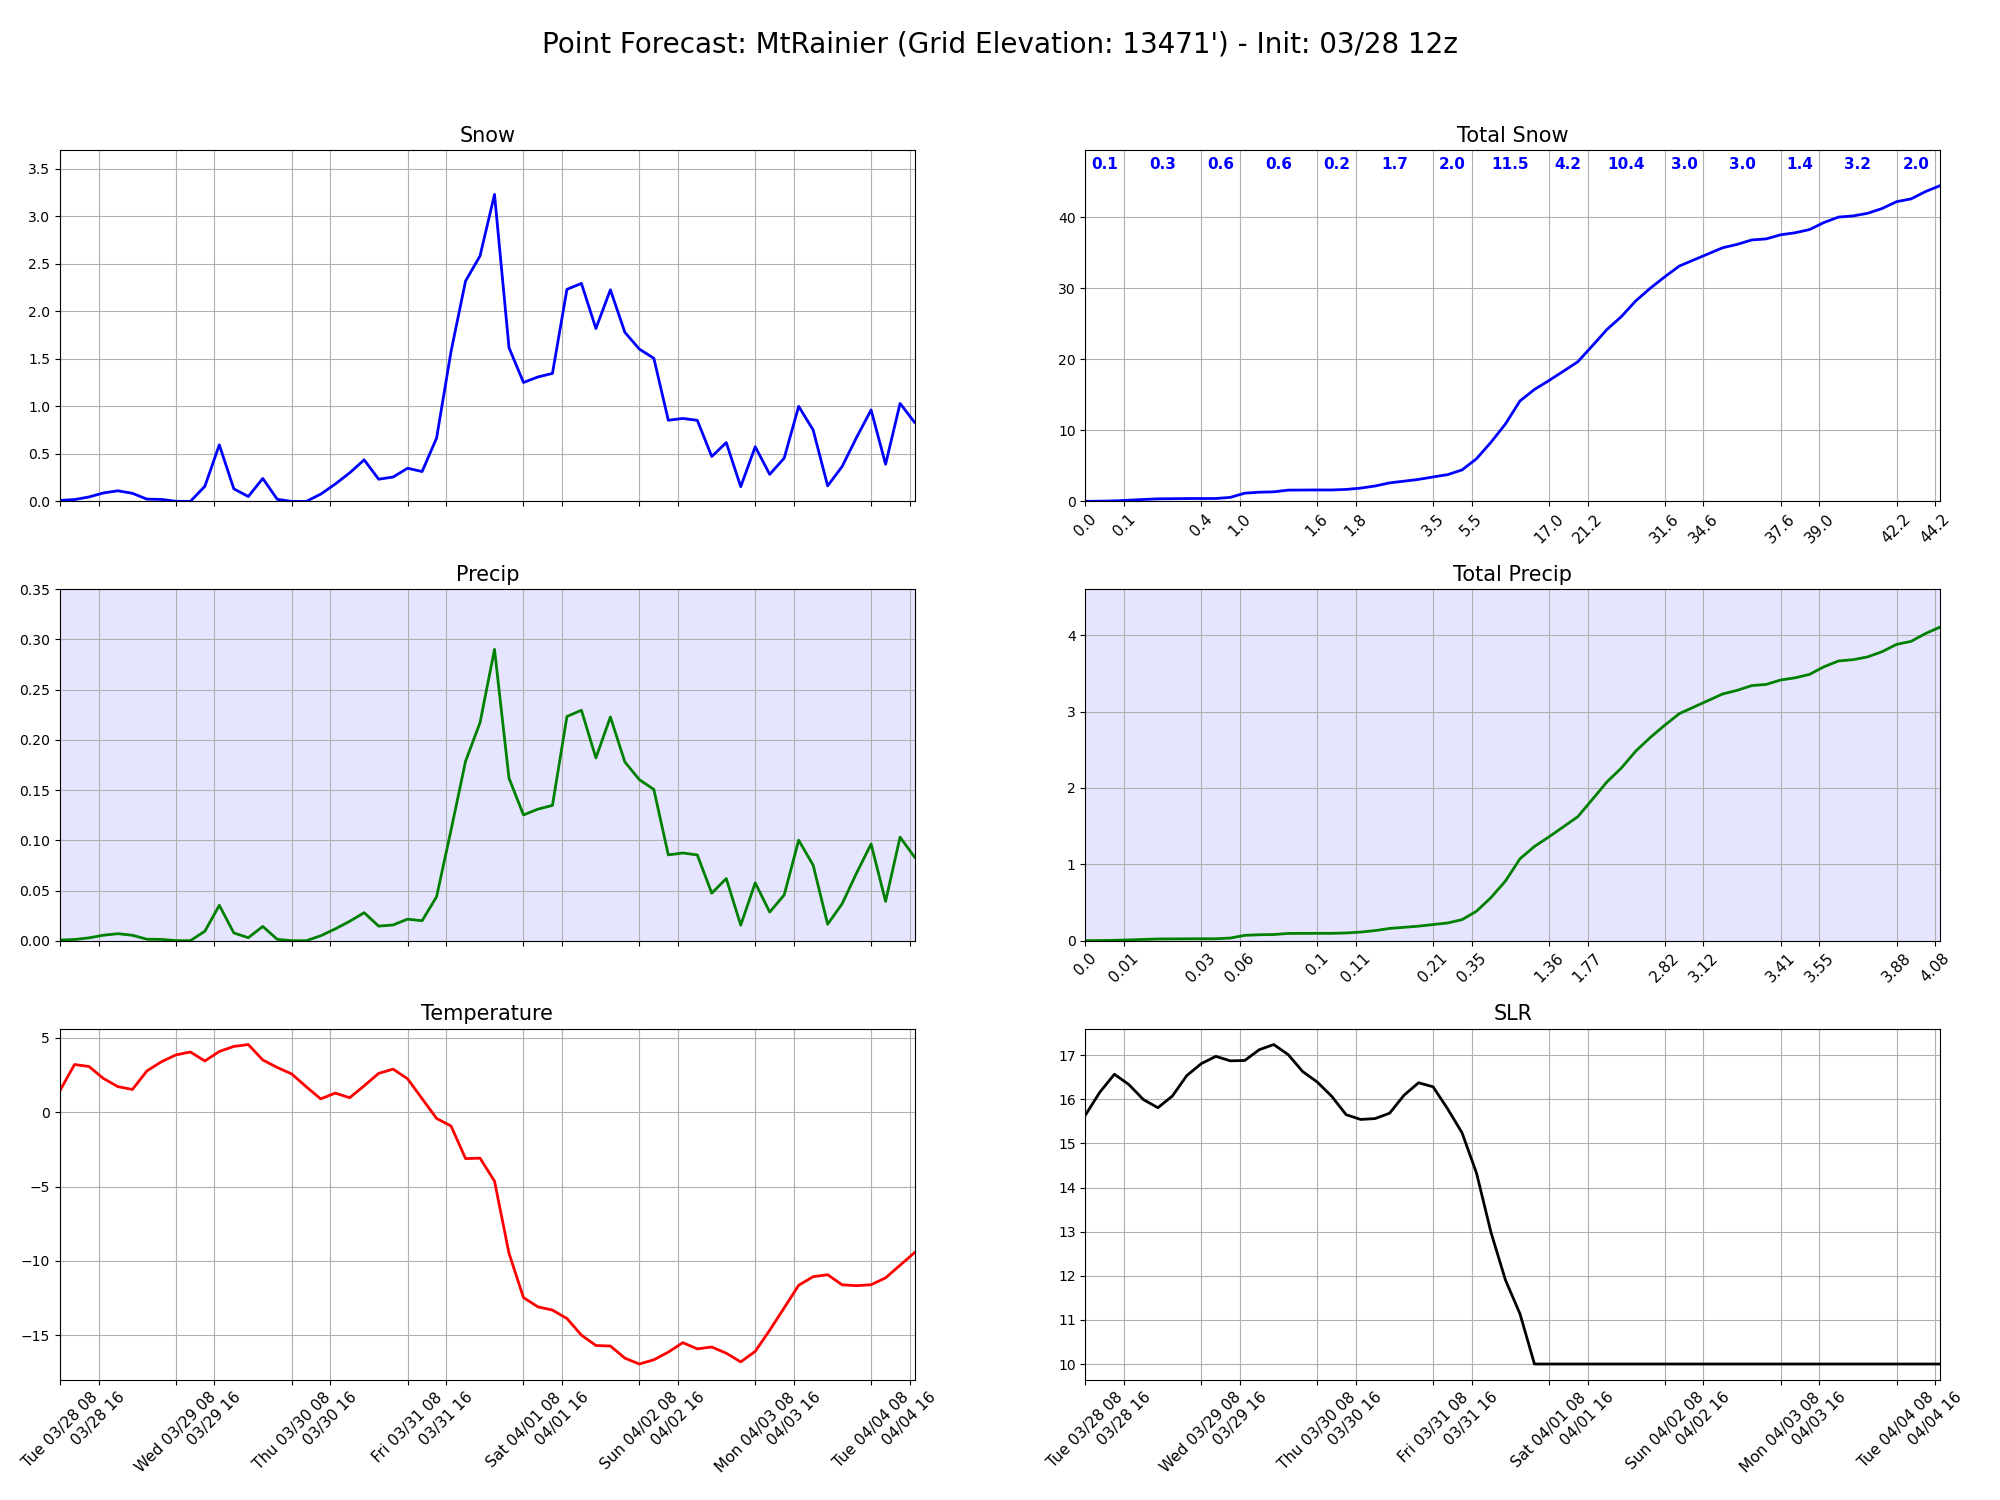 Point Forecast: MtRainier (Grid Elevation: 13471') - Init: 03/28 12z
Snow
3.5
3.0
2.5
2.0
1.5
1.0
0.5
0.0
Total Snow
0.1 0.3 0.6 0.6 0.2 1.7 2.0 11.5 4.2 10.4 3.0 3.0 1.4 3.2 2.0
40
30
20
10
0
0.0 0.1 0.4 1.0 1.6 1.8 3.5 5.5 17.0 21.2 31.6 34.6 37.6 39.0 42.2 44.2
Precip
0.35
0.30
0.25
0.20
0.15
0.10
0.05
0.00
Total Precip
4
3
2
1
0
0.0 0.01 0.03 0.06 0.1 0.11 0.21 0.35 1.36 1.77 2.82 3.12 3.41 3.55 3.88 4.08
Temperature
5
0
−5
−10
−15
Tue 03/28 08
03/28 16
Wed 03/29 08
03/29 16
Thu 03/30 08
03/30 16
Fri 03/31 08
03/31 16
Sat 04/01 08
04/01 16
Sun 04/02 08
04/02 16
Mon 04/03 08
04/03 16
Tue 04/04 08
04/04 16
SLR
17
16
15
14
13
12
11
10
Tue 03/28 08
03/28 16
Wed 03/29 08
03/29 16
Thu 03/30 08
03/30 16
Fri 03/31 08
03/31 16
Sat 04/01 08
04/01 16
Sun 04/02 08
04/02 16
Mon 04/03 08
04/03 16
Tue 04/04 08
04/04 16